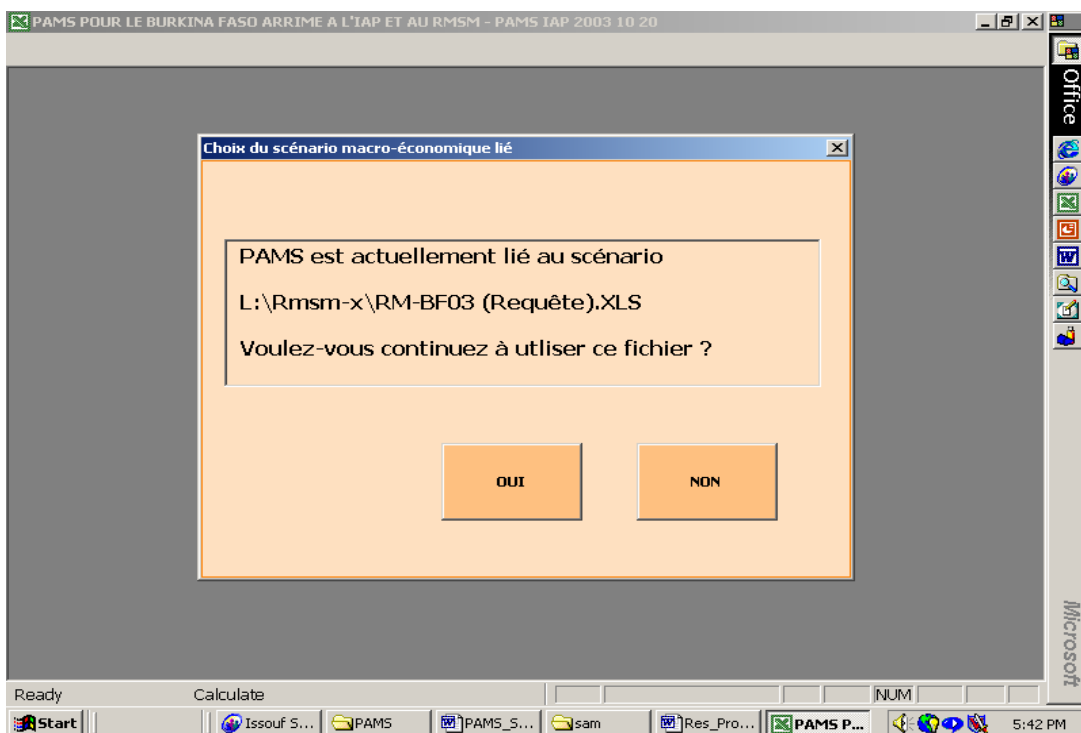 PAMS POUR LE BURKINA FASO ARRIME A L'IAP ET AU RMSM - PAMS IAP 2003 10 20
Office
Choix du scénario macro-économique lié
PAMS est actuellement lié au scénario
L:\Rmsm-x\RM-BF03 (Requête).XLS
Voulez-vous continuez à utliser ce fichier ?
OUI NON
Microsoft
Ready Calculate NUM
Start Issouf S... PAMS PAMS_S... sam Res_Pro... PAMS P... 5:42 PM